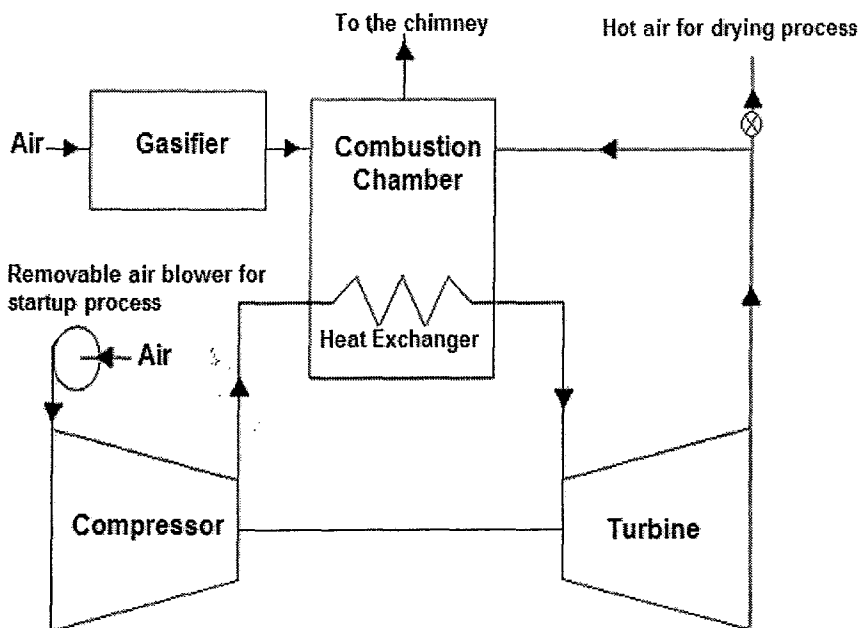 To the chimney
Hot air for drying process
Air
Gasifier
Combustion
Chamber
Removable air blower for
startup process
Air
Heat Exchanger
Compressor
Turbine